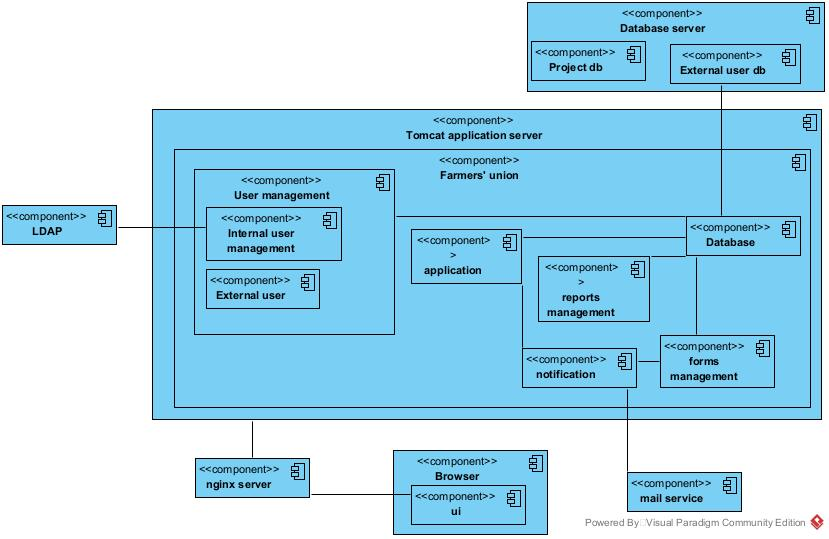 <<component>>
Database server
<<component>>
Project db
<<component>>
External user db
<<component>>
Tomcat application server
<<component>>
Farmers' union
<<component>>
User management
<<component>>
Internal user
management
<<component>>
External user
<<component>>
LDAP
<<component>
>
application
<<component>>
Database
<<component>
>
reports
management
<<component>>
notification
<<component>>
forms
management
<<component>>
nginx server
<<component>>
Browser
<<component>>
ui
<<component>>
mail service
Powered By Visual Paradigm Community Edition